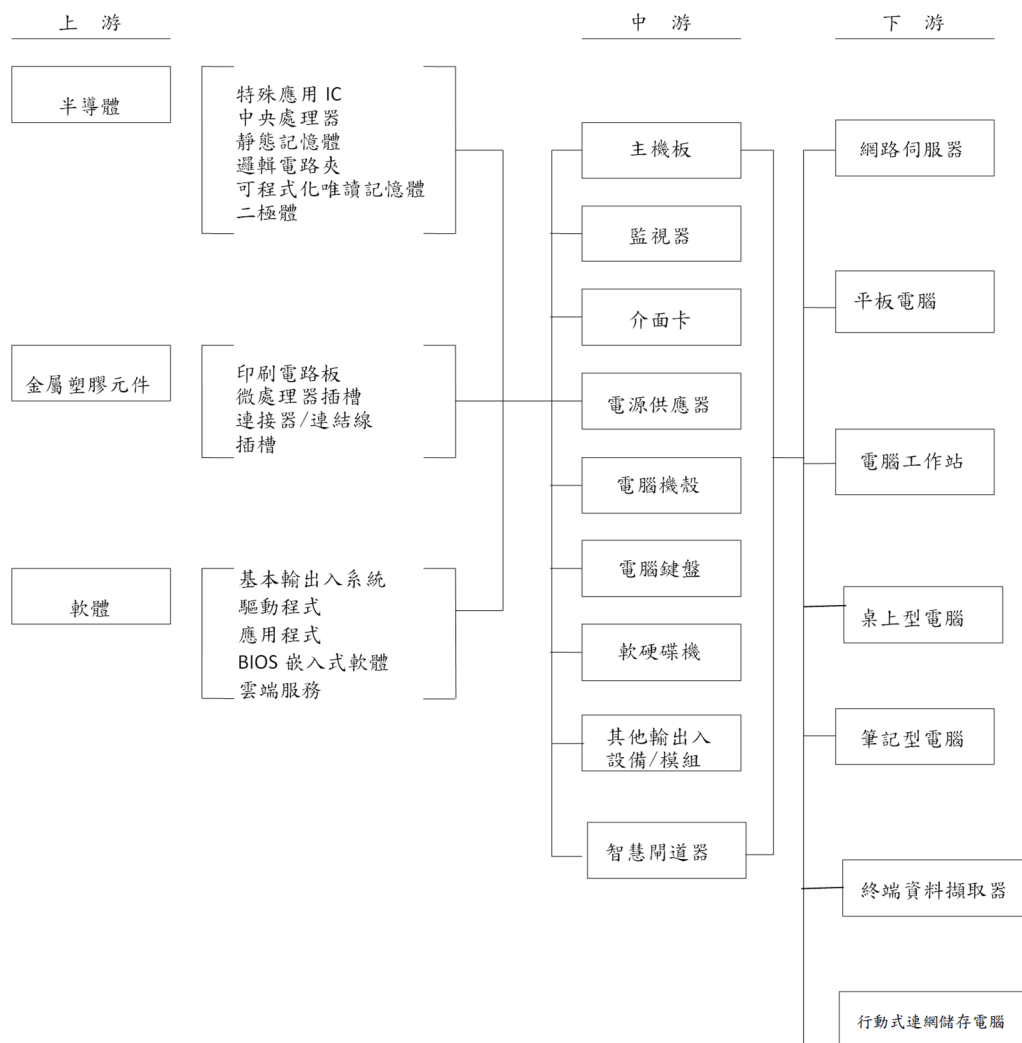 上 游
中 游
下 游
半導體
特殊應用 IC
中央處理器
靜態記憶體
邏輯電路夾
可程式化唯讀記憶體
二極體
金屬塑膠元件
印刷電路板
微處理器插槽
連接器/連結線
插槽
軟體
基本輸出入系統
驅動程式
應用程式
BIOS 嵌入式軟體
雲端服務
主機板
監視器
介面卡
電源供應器
電腦機殼
電腦鍵盤
軟硬碟機
其他輸出入
設備/模組
智慧閘道器
網路伺服器
平板電腦
電腦工作站
桌上型電腦
筆記型電腦
終端資料擷取器
行動式連網儲存電腦